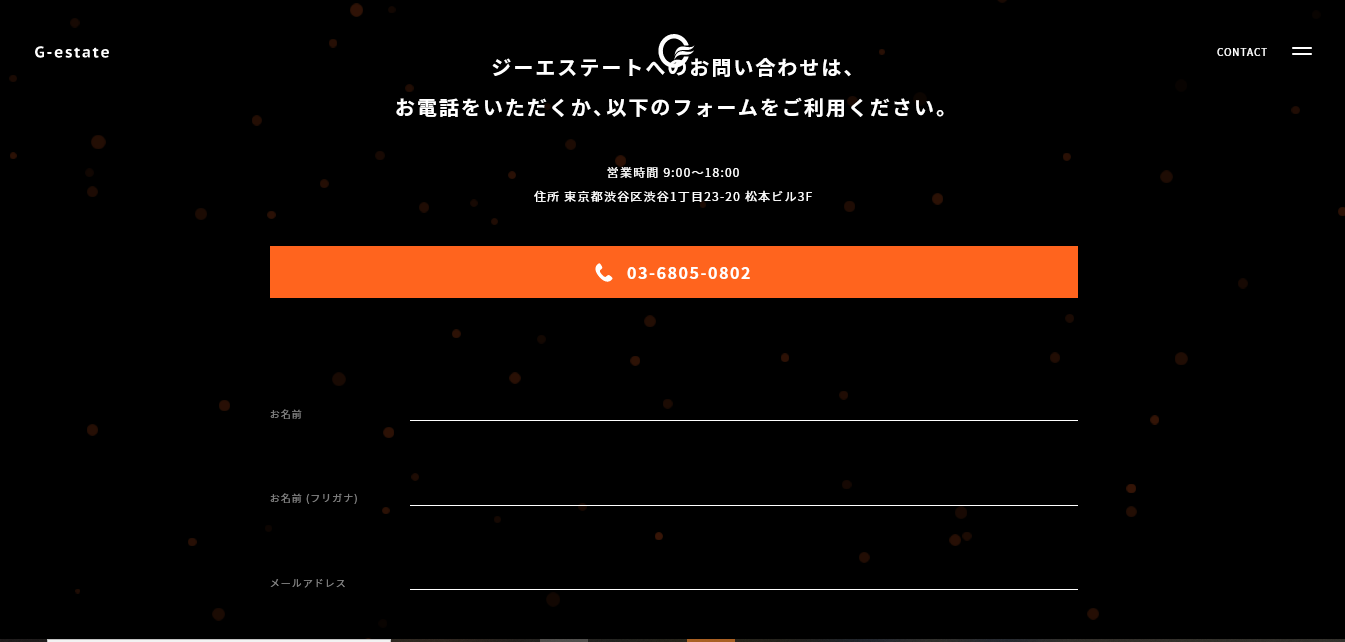 G-estate
CONTACT
ジーエステートへのお問い合わせは、
お電話をいただくか、以下のフォームをご利用ください。
営業時間 9:00〜18:00
住所 東京都渋谷区渋谷1丁目23-20 松本ビル3F
03-6805-0802
お名前
お名前 (フリガナ)
メールアドレス